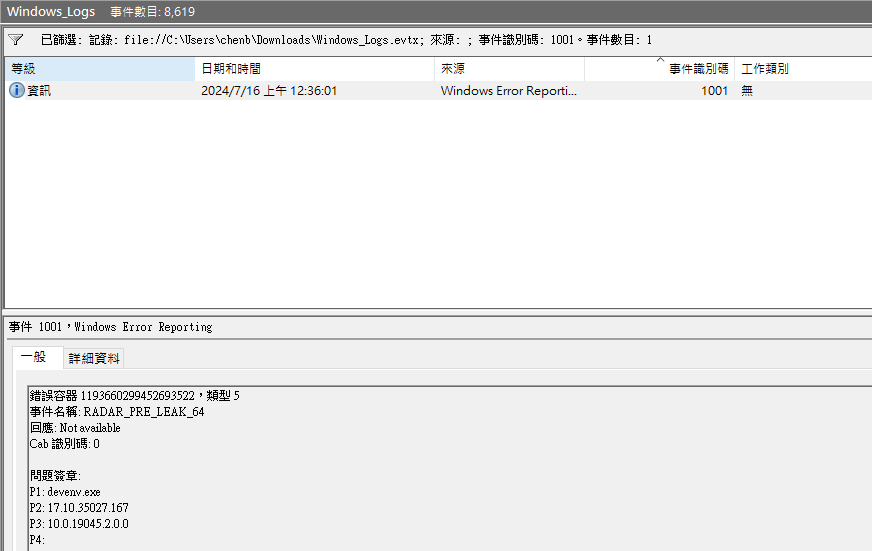 Windows_Logs 事件數目: 8,619
已篩選: 記錄: file://C:\Users\chenb\Downloads\Windows_Logs.evtx; 來源: ; 事件識別碼: 1001。事件數目: 1
等級 日期和時間 來源 事件識別碼 工作類別
資訊 2024/7/16 上午 12:36:01 Windows Error Reporti... 1001 無
事件 1001，Windows Error Reporting
一般 詳細資料
錯誤容器 1193660299452693522，類型 5
事件名稱: RADAR_PRE_LEAK_64
回應: Not available
Cab 識別碼: 0
問題簽章:
P1: devenv.exe
P2: 17.10.35027.167
P3: 10.0.19045.2.0.0
P4: